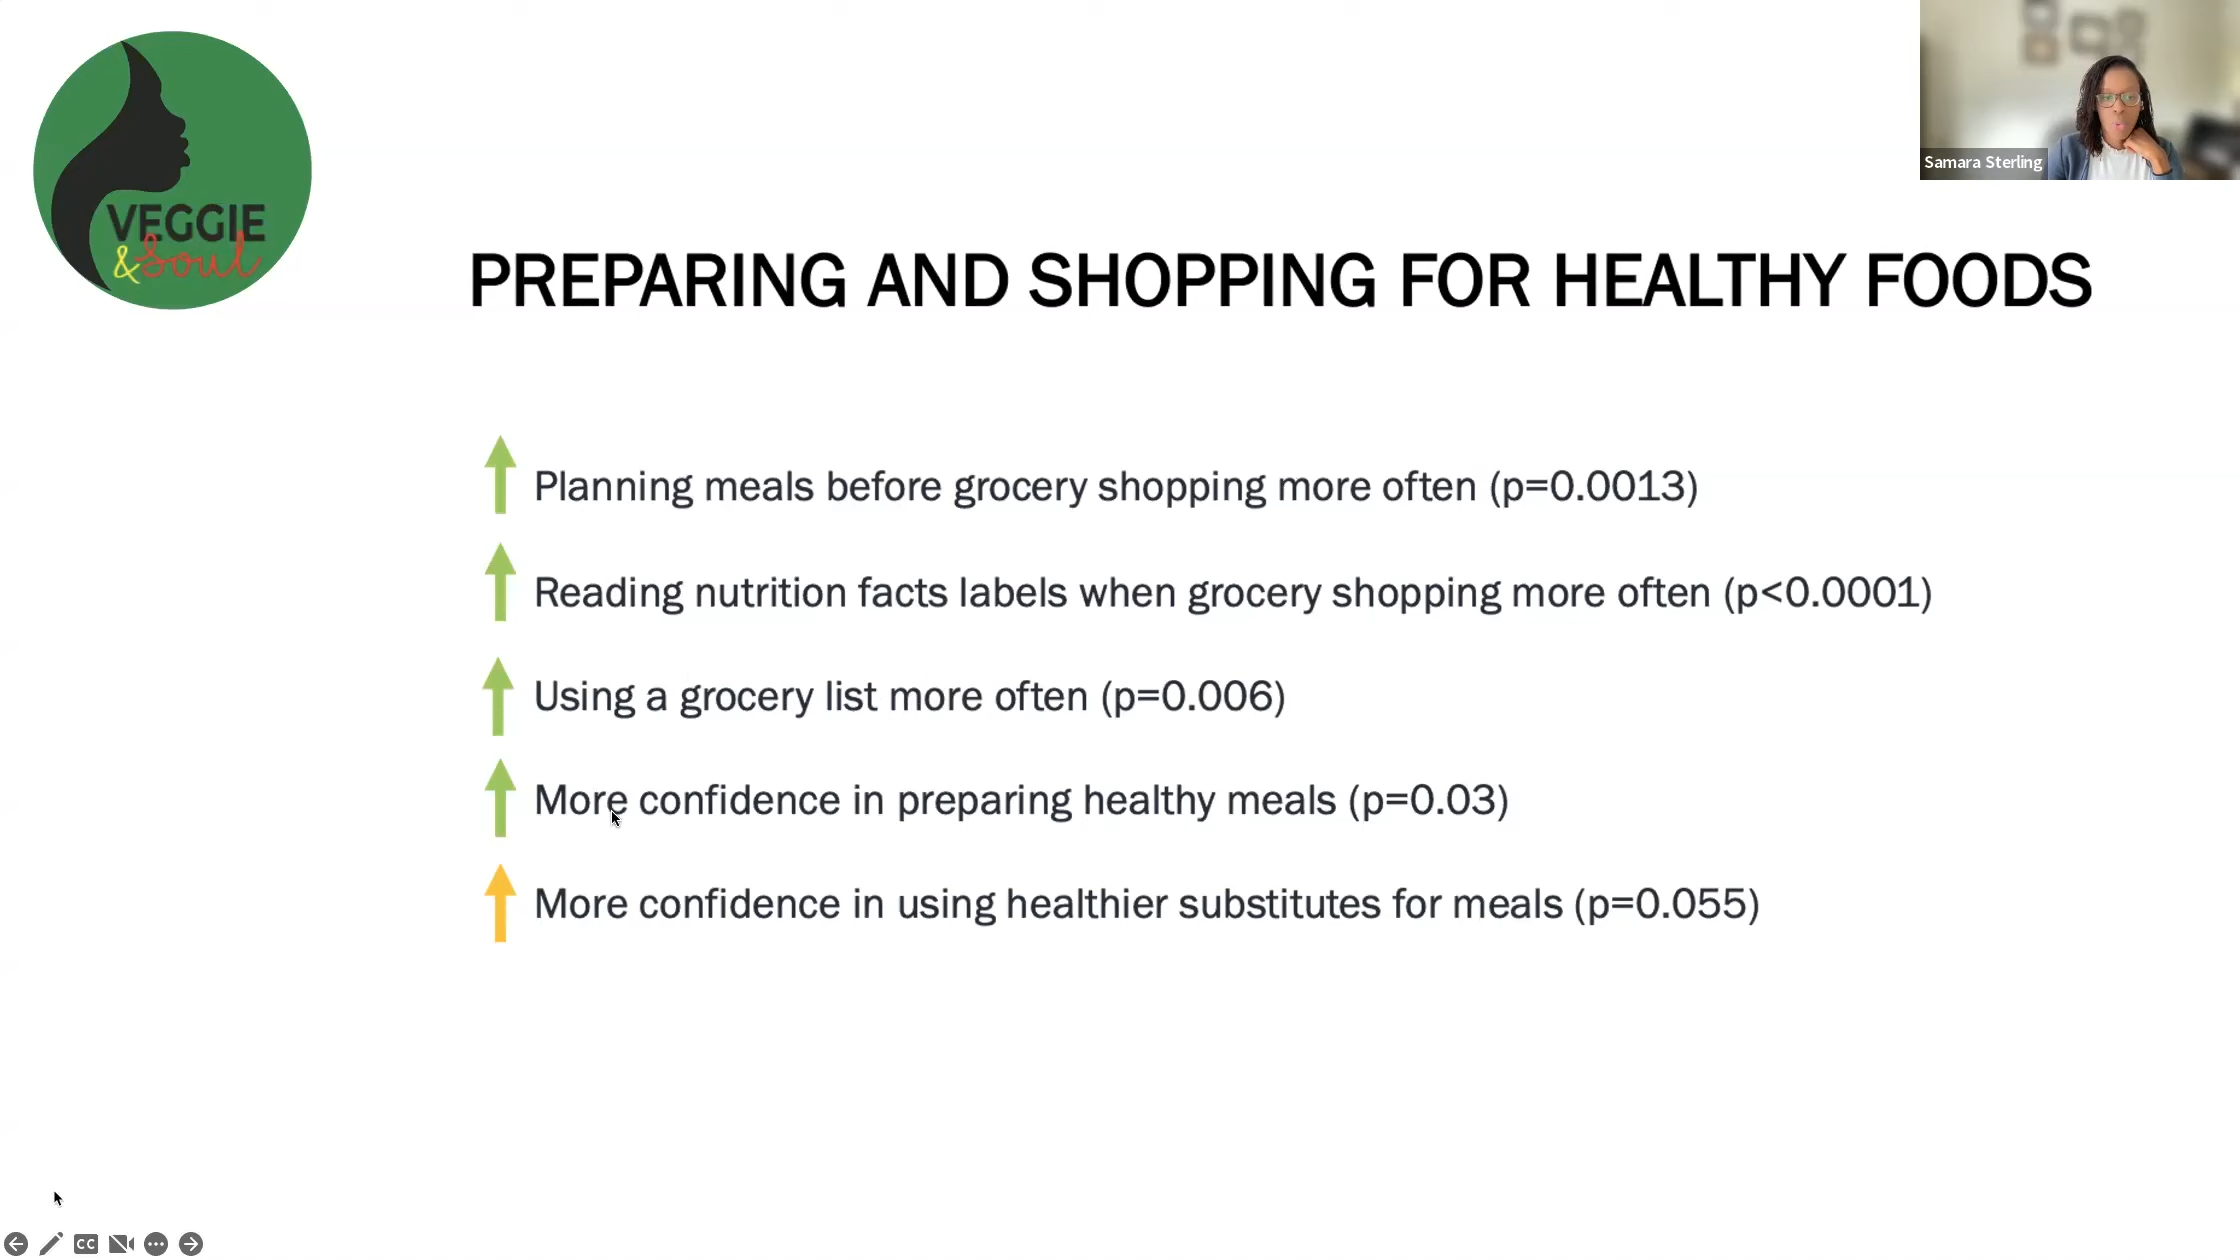 VEGGIE
& Soul
Samara Sterling
PREPARING AND SHOPPING FOR HEALTHY FOODS
Planning meals before grocery shopping more often (p=0.0013)
Reading nutrition facts labels when grocery shopping more often (p<0.0001)
Using a grocery list more often (p=0.006)
More confidence in preparing healthy meals (p=0.03)
More confidence in using healthier substitutes for meals (p=0.055)
CC